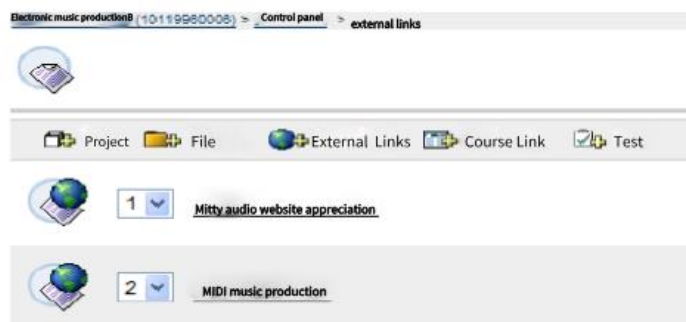 Electronic music productionB (10119960006) > Control panel > external links
Project File External Links Course Link Test
1 Mitty audio website appreciation
2 MIDI music production